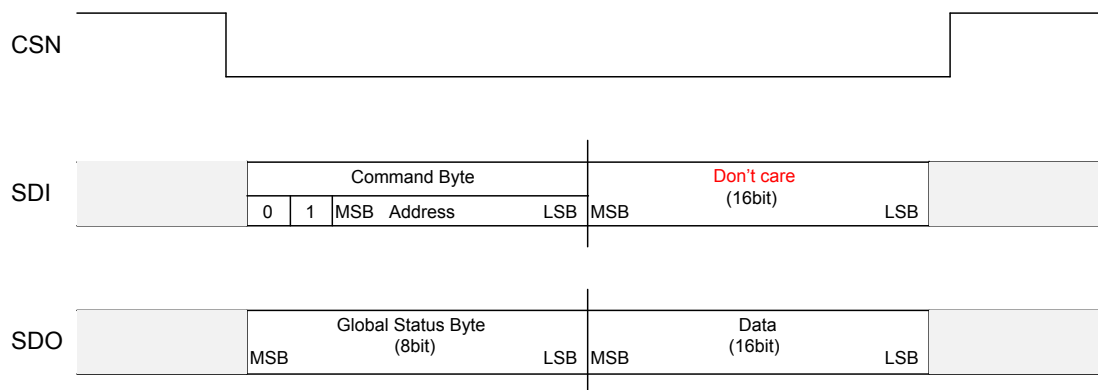 CSN
SDI
Command Byte
0 1 MSB Address LSB
Don't care
(16bit)
MSB LSB
SDO
Global Status Byte
(8bit)
MSB LSB
Data
(16bit)
MSB LSB